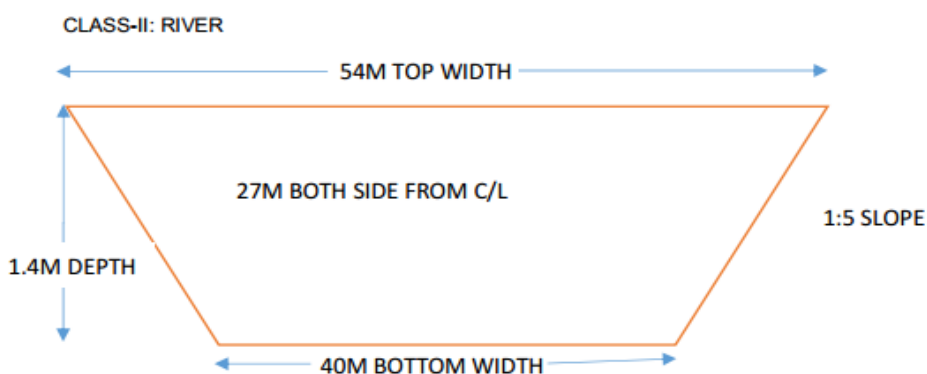 CLASS-II: RIVER
54M TOP WIDTH
27M BOTH SIDE FROM C/L
1:5 SLOPE
1.4M DEPTH
40M BOTTOM WIDTH